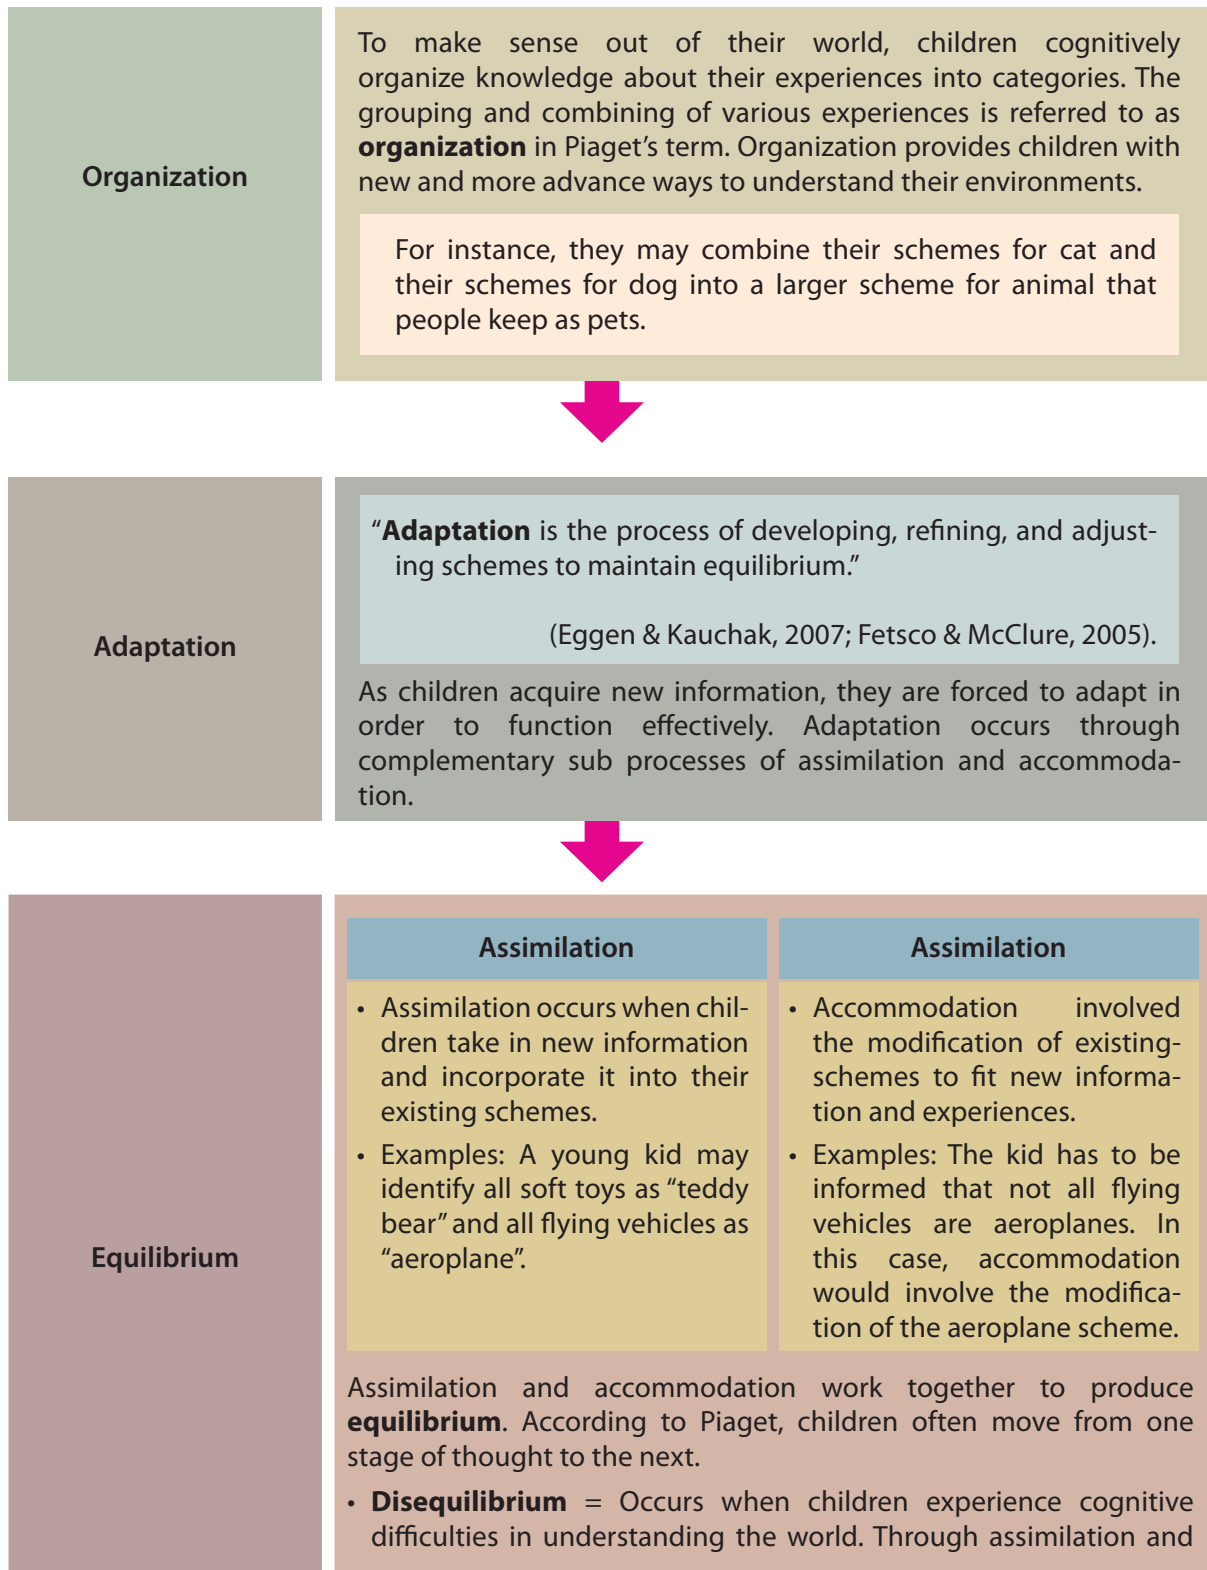 Organization
To make sense out of their world, children cognitively
organize knowledge about their experiences into categories. The
grouping and combining of various experiences is referred to as
organization in Piaget’s term. Organization provides children with
new and more advance ways to understand their environments.
For instance, they may combine their schemes for cat and
their schemes for dog into a larger scheme for animal that
people keep as pets.
Adaptation
“Adaptation is the process of developing, refining, and adjust-
ing schemes to maintain equilibrium.”
(Eggen & Kauchak, 2007; Fetsco & McClure, 2005).
As children acquire new information, they are forced to adapt in
order to function effectively. Adaptation occurs through
complementary sub processes of assimilation and accommoda-
tion.
Equilibrium
Assimilation
• Assimilation occurs when chil-
dren take in new information
and incorporate it into their
existing schemes.
• Examples: A young kid may
identify all soft toys as “teddy
bear” and all flying vehicles as
“aeroplane”.
Assimilation
• Accommodation involved
the modification of existing-
schemes to fit new informa-
tion and experiences.
• Examples: The kid has to be
informed that not all flying
vehicles are aeroplanes. In
this case, accommodation
would involve the modifica-
tion of the aeroplane scheme.
Assimilation and accommodation work together to produce
equilibrium. According to Piaget, children often move from one
stage of thought to the next.
• Disequilibrium = Occurs when children experience cognitive
difficulties in understanding the world. Through assimilation and